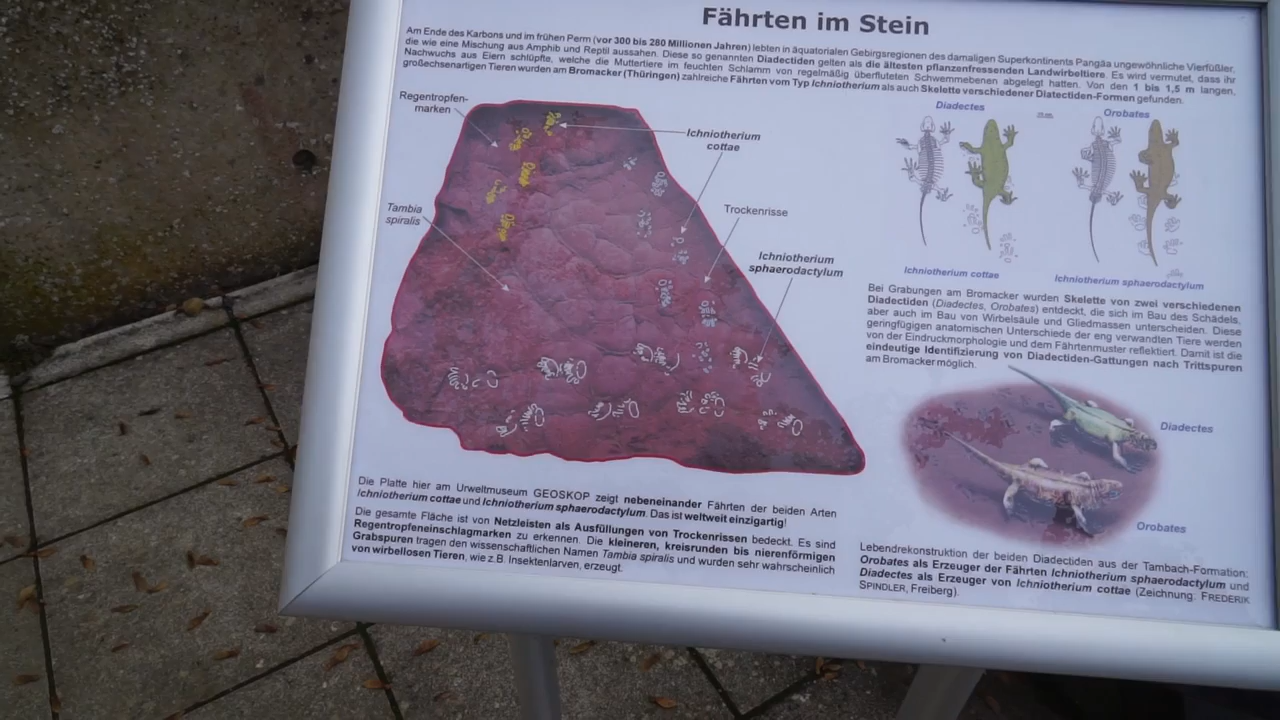 Fährten im Stein
Am Ende des Karbons und im frühen Perm (vor 300 bis 280 Millionen Jahren) lebten in äquatorialen Gebirgsregionen des damaligen Superkontinents Pangäa ungewöhnliche Vierfüßler,
die wie eine Mischung aus Amphib und Reptil aussahen. Diese so genannten Diadectiden gelten als die ältesten pflanzenfressenden Landwirbeltiere. Es wird vermutet, dass ihr
Nachwuchs aus Eiern schlüpfte, welche die Muttertiere im feuchten Schlamm von regelmäßig überfluteten Schwemmebenen abgelegt hatten. Von den 1 bis 1,5 m langen,
großechsenartigen Tieren wurden am Bromacker (Thüringen) zahlreiche Fährten vom Typ Ichniotherium als auch Skelette verschiedener Diatectiden-Formen gefunden.
Regentropfen-
marken
Ichniotherium
cottae
Tambia
spiralis
Trockenrisse
Ichniotherium
sphaerodactylum
Diadectes
Orobates
Ichniotherium cottae
Ichniotherium sphaerodactylum
Bei Grabungen am Bromacker wurden Skelette von zwei verschiedenen
Diadectiden (Diadectes, Orobates) entdeckt, die sich im Bau des Schädels,
aber auch im Bau von Wirbelsäule und Gliedmassen unterscheiden. Diese
geringfügigen anatomischen Unterschiede der eng verwandten Tiere werden
von der Eindruckmorphologie und dem Fährtenmuster reflektiert. Damit ist die
eindeutige Identifizierung von Diadectiden-Gattungen nach Trittspuren
am Bromacker möglich.
Diadectes
Orobates
Die Platte hier am Urweltmuseum GEOSKOP zeigt nebeneinander Fährten der beiden Arten
Ichniotherium cottae und Ichniotherium sphaerodactylum. Das ist weltweit einzigartig!
Die gesamte Fläche ist von Netzleisten als Ausfüllungen von Trockenrissen bedeckt. Es sind
Regentropfeneinschlagmarken zu erkennen. Die kleineren, kreisrunden bis nierenförmigen
Grabspuren tragen den wissenschaftlichen Namen Tambia spiralis und wurden sehr wahrscheinlich
von wirbellosen Tieren, wie z.B. Insektenlarven, erzeugt.
Lebendrekonstruktion der beiden Diadectiden aus der Tambach-Formation:
Orobates als Erzeuger der Fährten Ichniotherium sphaerodactylum und
Diadectes als Erzeuger von Ichniotherium cottae (Zeichnung: FREDERIK
SPINDLER, Freiberg).